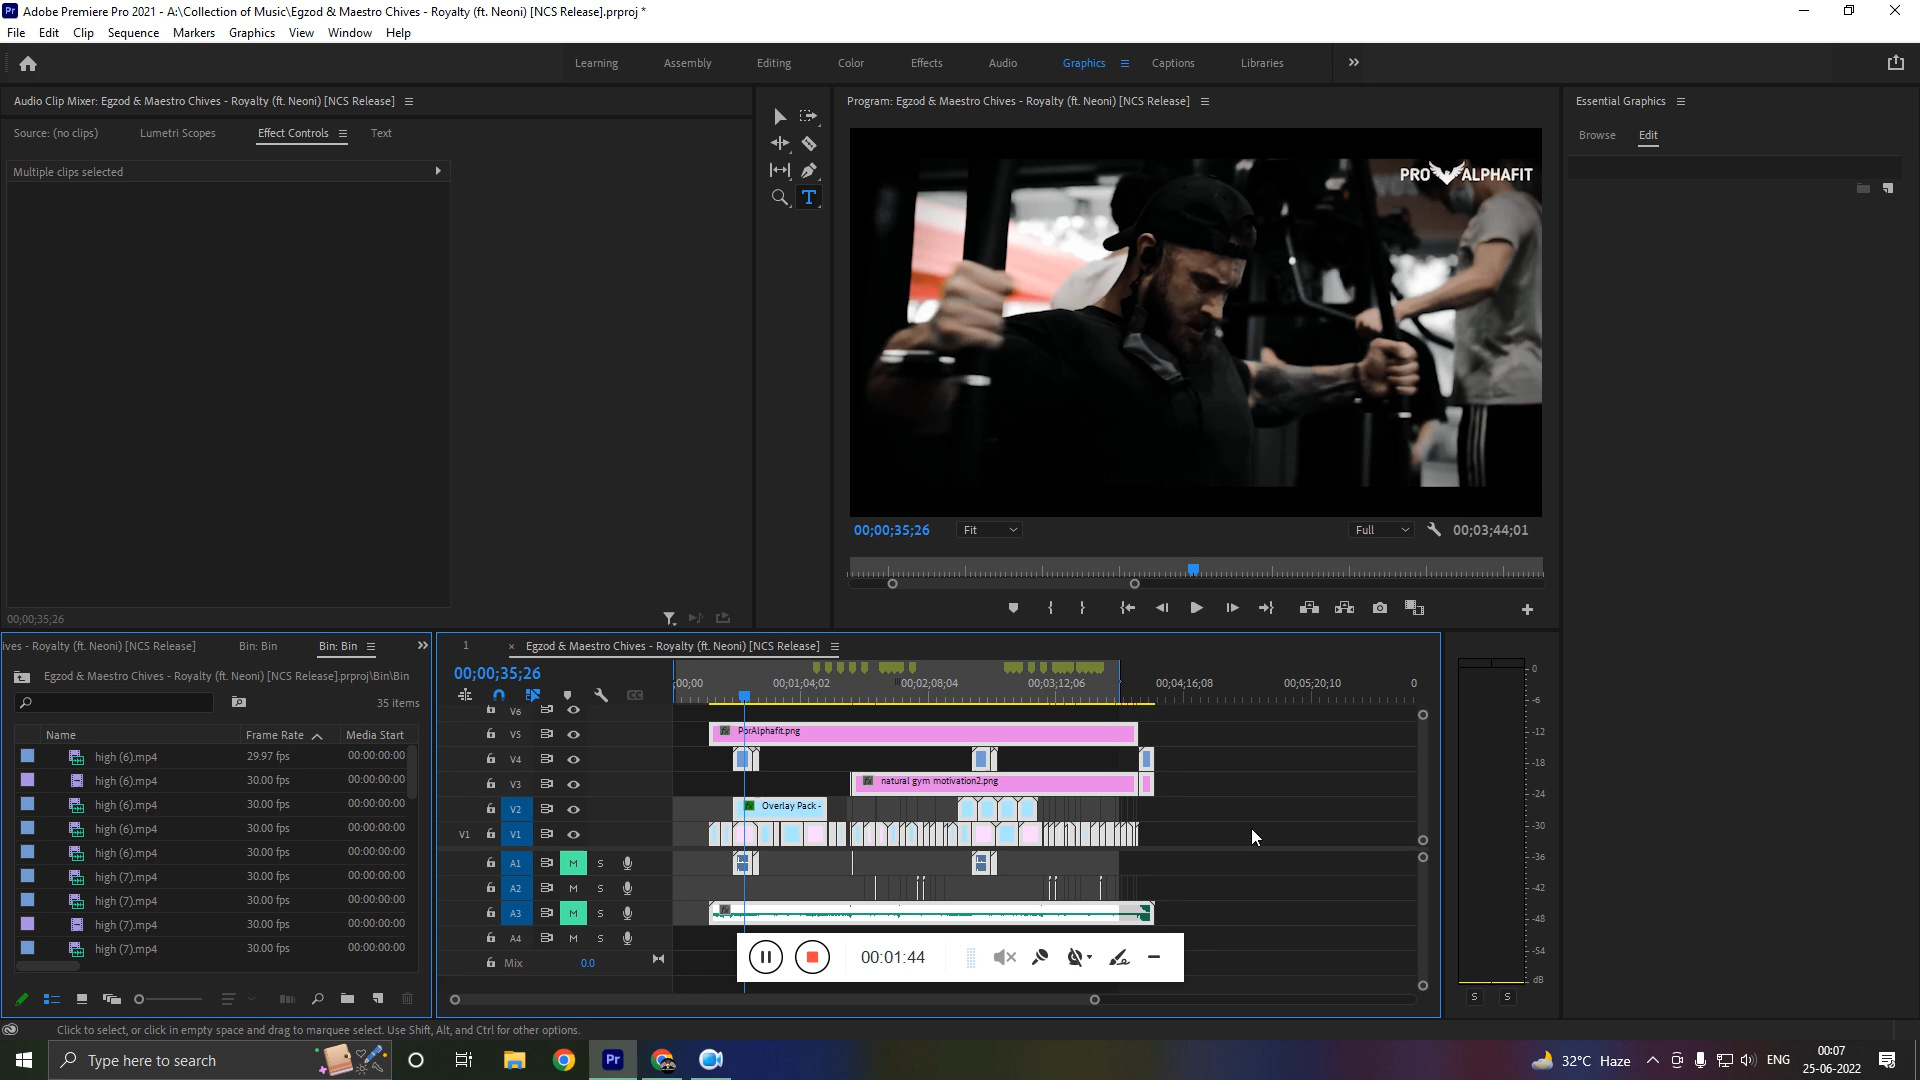 Adobe Premiere Pro 2021 - A:\Collection of Music\Egzod & Maestro Chives - Royalty (ft. Neoni) [NCS Release].prproj *
File Edit Clip Sequence Markers Graphics View Window Help
Learning Assembly Editing Color Effects Audio Graphics Captions Libraries
Audio Clip Mixer: Egzod & Maestro Chives - Royalty (ft. Neoni) [NCS Release]
Source: (no clips) Lumetri Scopes Effect Controls Text
Multiple clips selected
00;00;35;26
Program: Egzod & Maestro Chives - Royalty (ft. Neoni) [NCS Release]
PRO ALPHAFIT
00;00;35;26 Fit Full 00;03;44;01
Essential Graphics
Browse Edit
ives - Royalty (ft. Neoni) [NCS Release] Bin: Bin Bin: Bin
Egzod & Maestro Chives - Royalty (ft. Neoni) [NCS Release].prproj\Bin\Bin
35 items
Name Frame Rate Media Start
high (6).mp4 29.97 fps 00:00:00:00
high (6).mp4 30.00 fps 00:00:00:00
high (6).mp4 30.00 fps 00:00:00:00
high (6).mp4 30.00 fps 00:00:00:00
high (6).mp4 30.00 fps 00:00:00:00
high (7).mp4 30.00 fps 00:00:00:00
high (7).mp4 30.00 fps 00:00:00:00
high (7).mp4 30.00 fps 00:00:00:00
high (7).mp4 30.00 fps 00:00:00:00
1 × Egzod & Maestro Chives - Royalty (ft. Neoni) [NCS Release]
00;00;35;26
;00;00 00;01;04;02 00;02;08;04 00;03;12;06 00;04;16;08 00;05;20;10 0
V6
V5 PorAlphafit.png
V4
V3 natural gym motivation2.png
V2 Overlay Pack -
V1 V1
A1 M S
A2 M S
A3 M S
A4 M S
Mix 0.0
00:01:44
0
-6
-12
-18
-24
-30
-36
-42
-48
-54
dB
S S
Click to select, or click in empty space and drag to marquee select. Use Shift, Alt, and Ctrl for other options.
Type here to search
32°C Haze ENG
00:07
25-06-2022